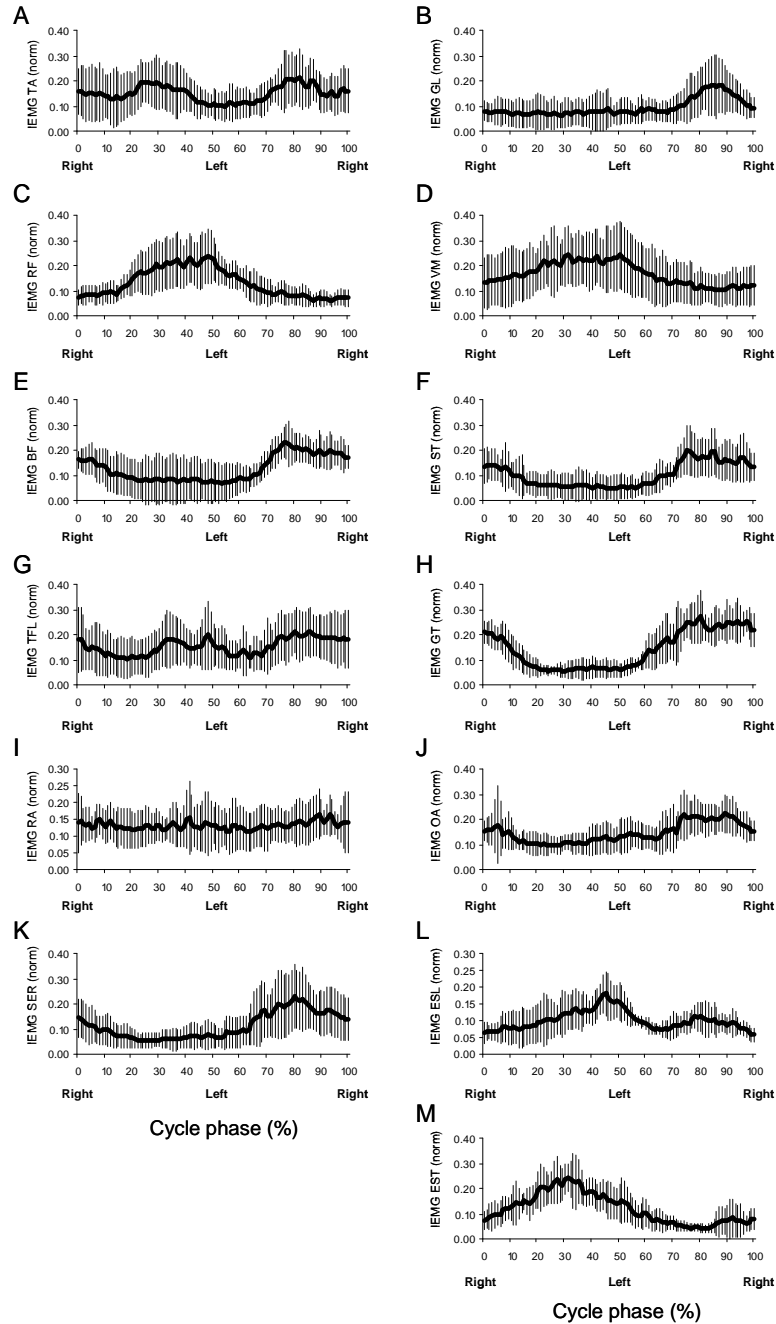 A
IEMG TA (norm)
0.40
0.30
0.20
0.10
0.00
0 10 20 30 40 50 60 70 80 90 100
Right Left Right
B
IEMG GL (norm)
0.40
0.30
0.20
0.10
0.00
0 10 20 30 40 50 60 70 80 90 100
Right Left Right
C
IEMG RF (norm)
0.40
0.30
0.20
0.10
0.00
0 10 20 30 40 50 60 70 80 90 100
Right Left Right
D
IEMG VM (norm)
0.40
0.30
0.20
0.10
0.00
0 10 20 30 40 50 60 70 80 90 100
Right Left Right
E
IEMG BF (norm)
0.40
0.30
0.20
0.10
0.00
0 10 20 30 40 50 60 70 80 90 100
Right Left Right
F
IEMG ST (norm)
0.40
0.30
0.20
0.10
0.00
0 10 20 30 40 50 60 70 80 90 100
Right Left Right
G
IEMG TFL (norm)
0.40
0.30
0.20
0.10
0.00
0 10 20 30 40 50 60 70 80 90 100
Right Left Right
H
IEMG GT (norm)
0.40
0.30
0.20
0.10
0.00
0 10 20 30 40 50 60 70 80 90 100
Right Left Right
I
IEMG RA (norm)
0.30
0.25
0.20
0.15
0.10
0.05
0.00
0 10 20 30 40 50 60 70 80 90 100
Right Left Right
J
IEMG OA (norm)
0.40
0.30
0.20
0.10
0.00
0 10 20 30 40 50 60 70 80 90 100
Right Left Right
K
IEMG SER (norm)
0.40
0.30
0.20
0.10
0.00
0 10 20 30 40 50 60 70 80 90 100
Right Left Right
Cycle phase (%)
L
IEMG ESL (norm)
0.30
0.25
0.20
0.15
0.10
0.05
0.00
0 10 20 30 40 50 60 70 80 90 100
Right Left Right
M
IEMG EST (norm)
0.40
0.30
0.20
0.10
0.00
0 10 20 30 40 50 60 70 80 90 100
Right Left Right
Cycle phase (%)